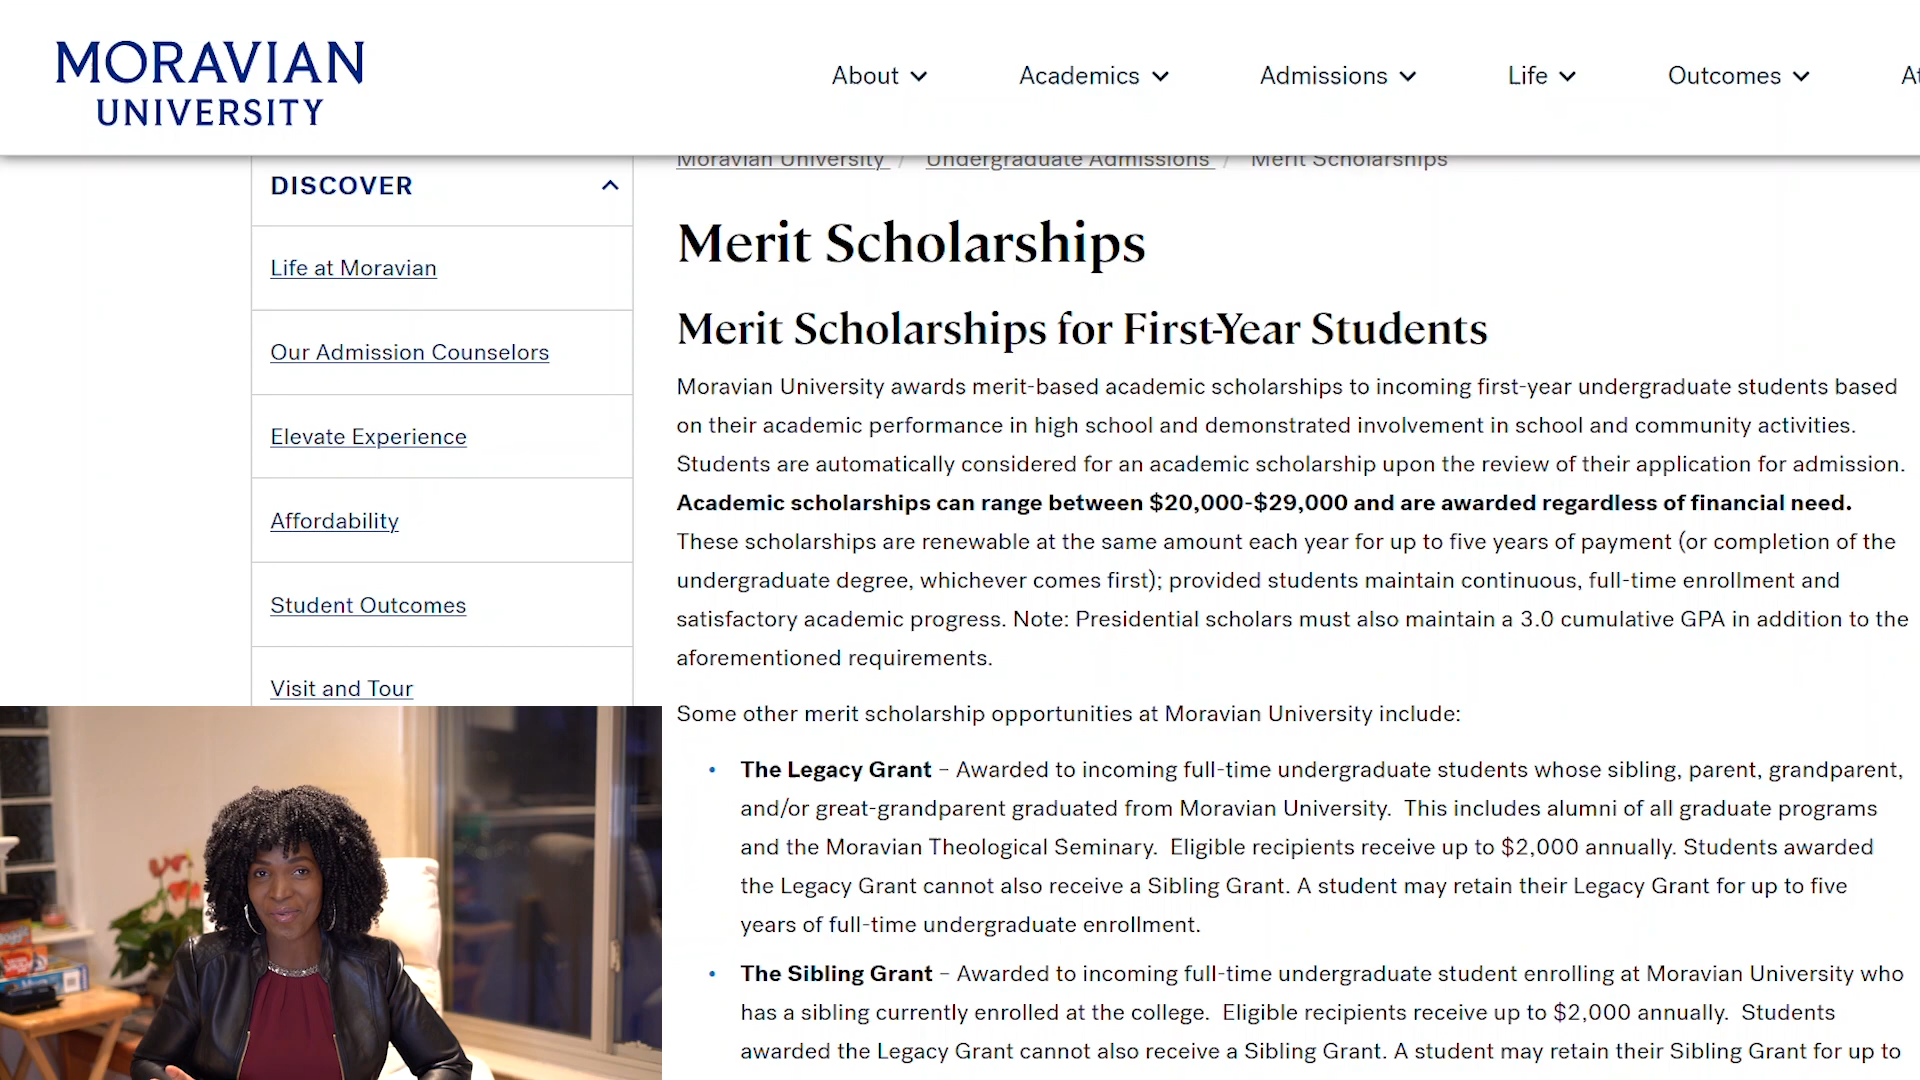 MORAVIAN
UNIVERSITY
About
Academics
Admissions
Life
Outcomes
Moravian University / Undergraduate Admissions / Merit Scholarships
DISCOVER
Life at Moravian
Our Admission Counselors
Elevate Experience
Affordability
Student Outcomes
Visit and Tour
Merit Scholarships
Merit Scholarships for First-Year Students
Moravian University awards merit-based academic scholarships to incoming first-year undergraduate students based
on their academic performance in high school and demonstrated involvement in school and community activities.
Students are automatically considered for an academic scholarship upon the review of their application for admission.
Academic scholarships can range between $20,000-$29,000 and are awarded regardless of financial need.
These scholarships are renewable at the same amount each year for up to five years of payment (or completion of the
undergraduate degree, whichever comes first); provided students maintain continuous, full-time enrollment and
satisfactory academic progress. Note: Presidential scholars must also maintain a 3.0 cumulative GPA in addition to the
aforementioned requirements.
Some other merit scholarship opportunities at Moravian University include:
• The Legacy Grant – Awarded to incoming full-time undergraduate students whose sibling, parent, grandparent,
and/or great-grandparent graduated from Moravian University. This includes alumni of all graduate programs
and the Moravian Theological Seminary. Eligible recipients receive up to $2,000 annually. Students awarded
the Legacy Grant cannot also receive a Sibling Grant. A student may retain their Legacy Grant for up to five
years of full-time undergraduate enrollment.
• The Sibling Grant – Awarded to incoming full-time undergraduate student enrolling at Moravian University who
has a sibling currently enrolled at the college. Eligible recipients receive up to $2,000 annually. Students
awarded the Legacy Grant cannot also receive a Sibling Grant. A student may retain their Sibling Grant for up to